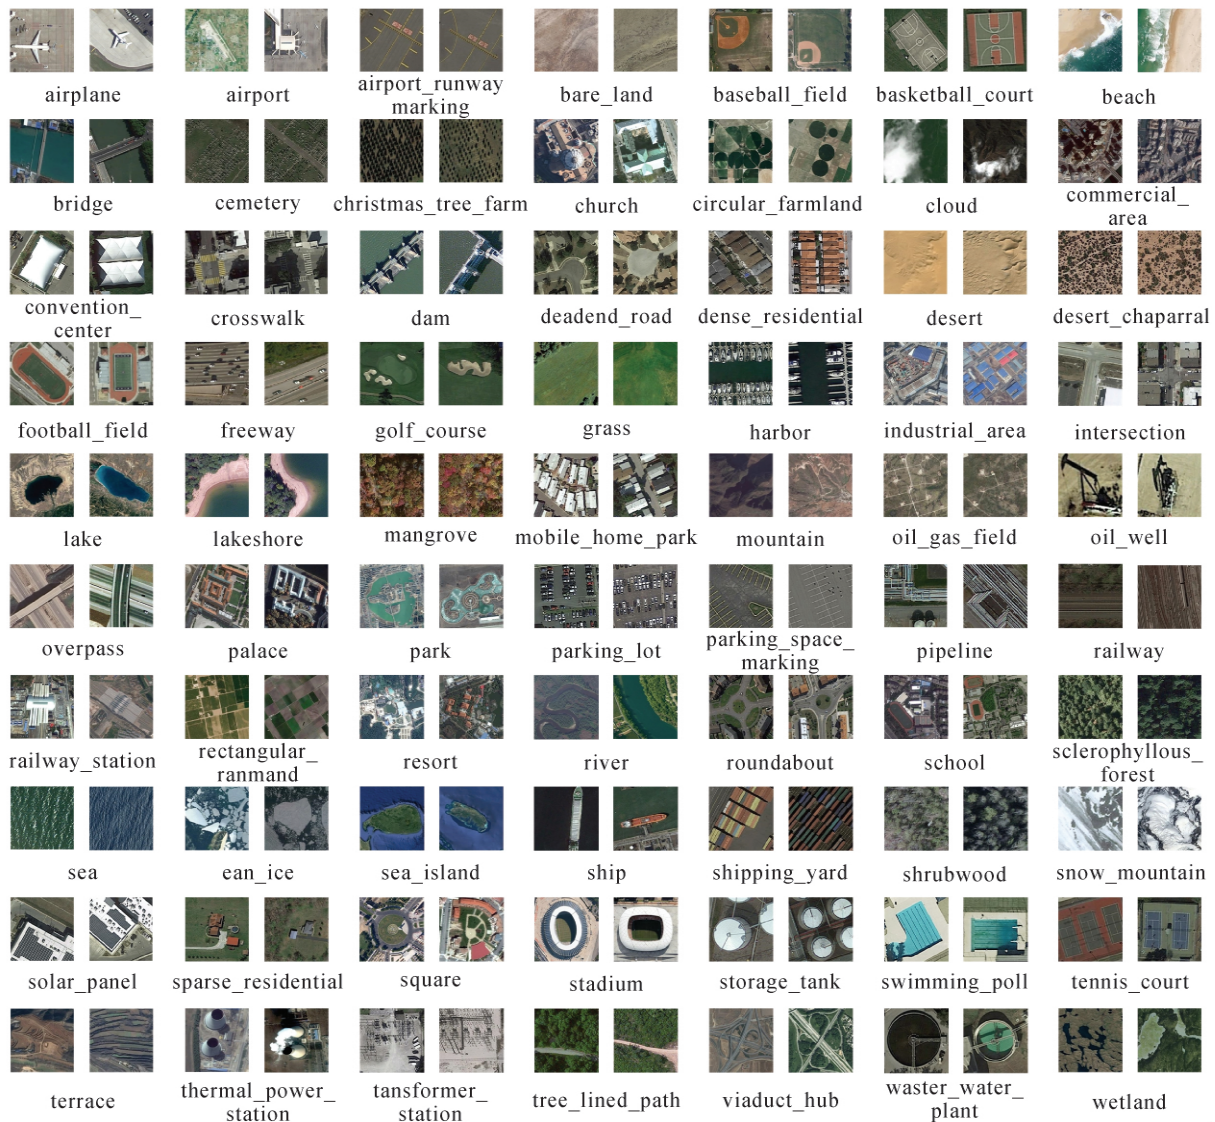 airplane
airport
airport_runway
marking
bare_land
baseball_field
basketball_court
beach
bridge
cemetery
christmas_tree_farm
church
circular_farmland
cloud
commercial_
area
convention_
center
crosswalk
dam
deadend_road
dense_residential
desert
desert_chaparral
football_field
freeway
golf_course
grass
harbor
industrial_area
intersection
lake
lakeshore
mangrove
mobile_home_park
mountain
oil_gas_field
oil_well
overpass
palace
park
parking_lot
parking_space_
marking
pipeline
railway
railway_station
rectangular_
ranmand
resort
river
roundabout
school
sclerophyllous_
forest
sea
ean_ice
sea_island
ship
shipping_yard
shrubwood
snow_mountain
solar_panel
sparse_residential
square
stadium
storage_tank
swimming_poll
tennis_court
terrace
thermal_power_
station
tansformer_
station
tree_lined_path
viaduct_hub
waster_water_
plant
wetland